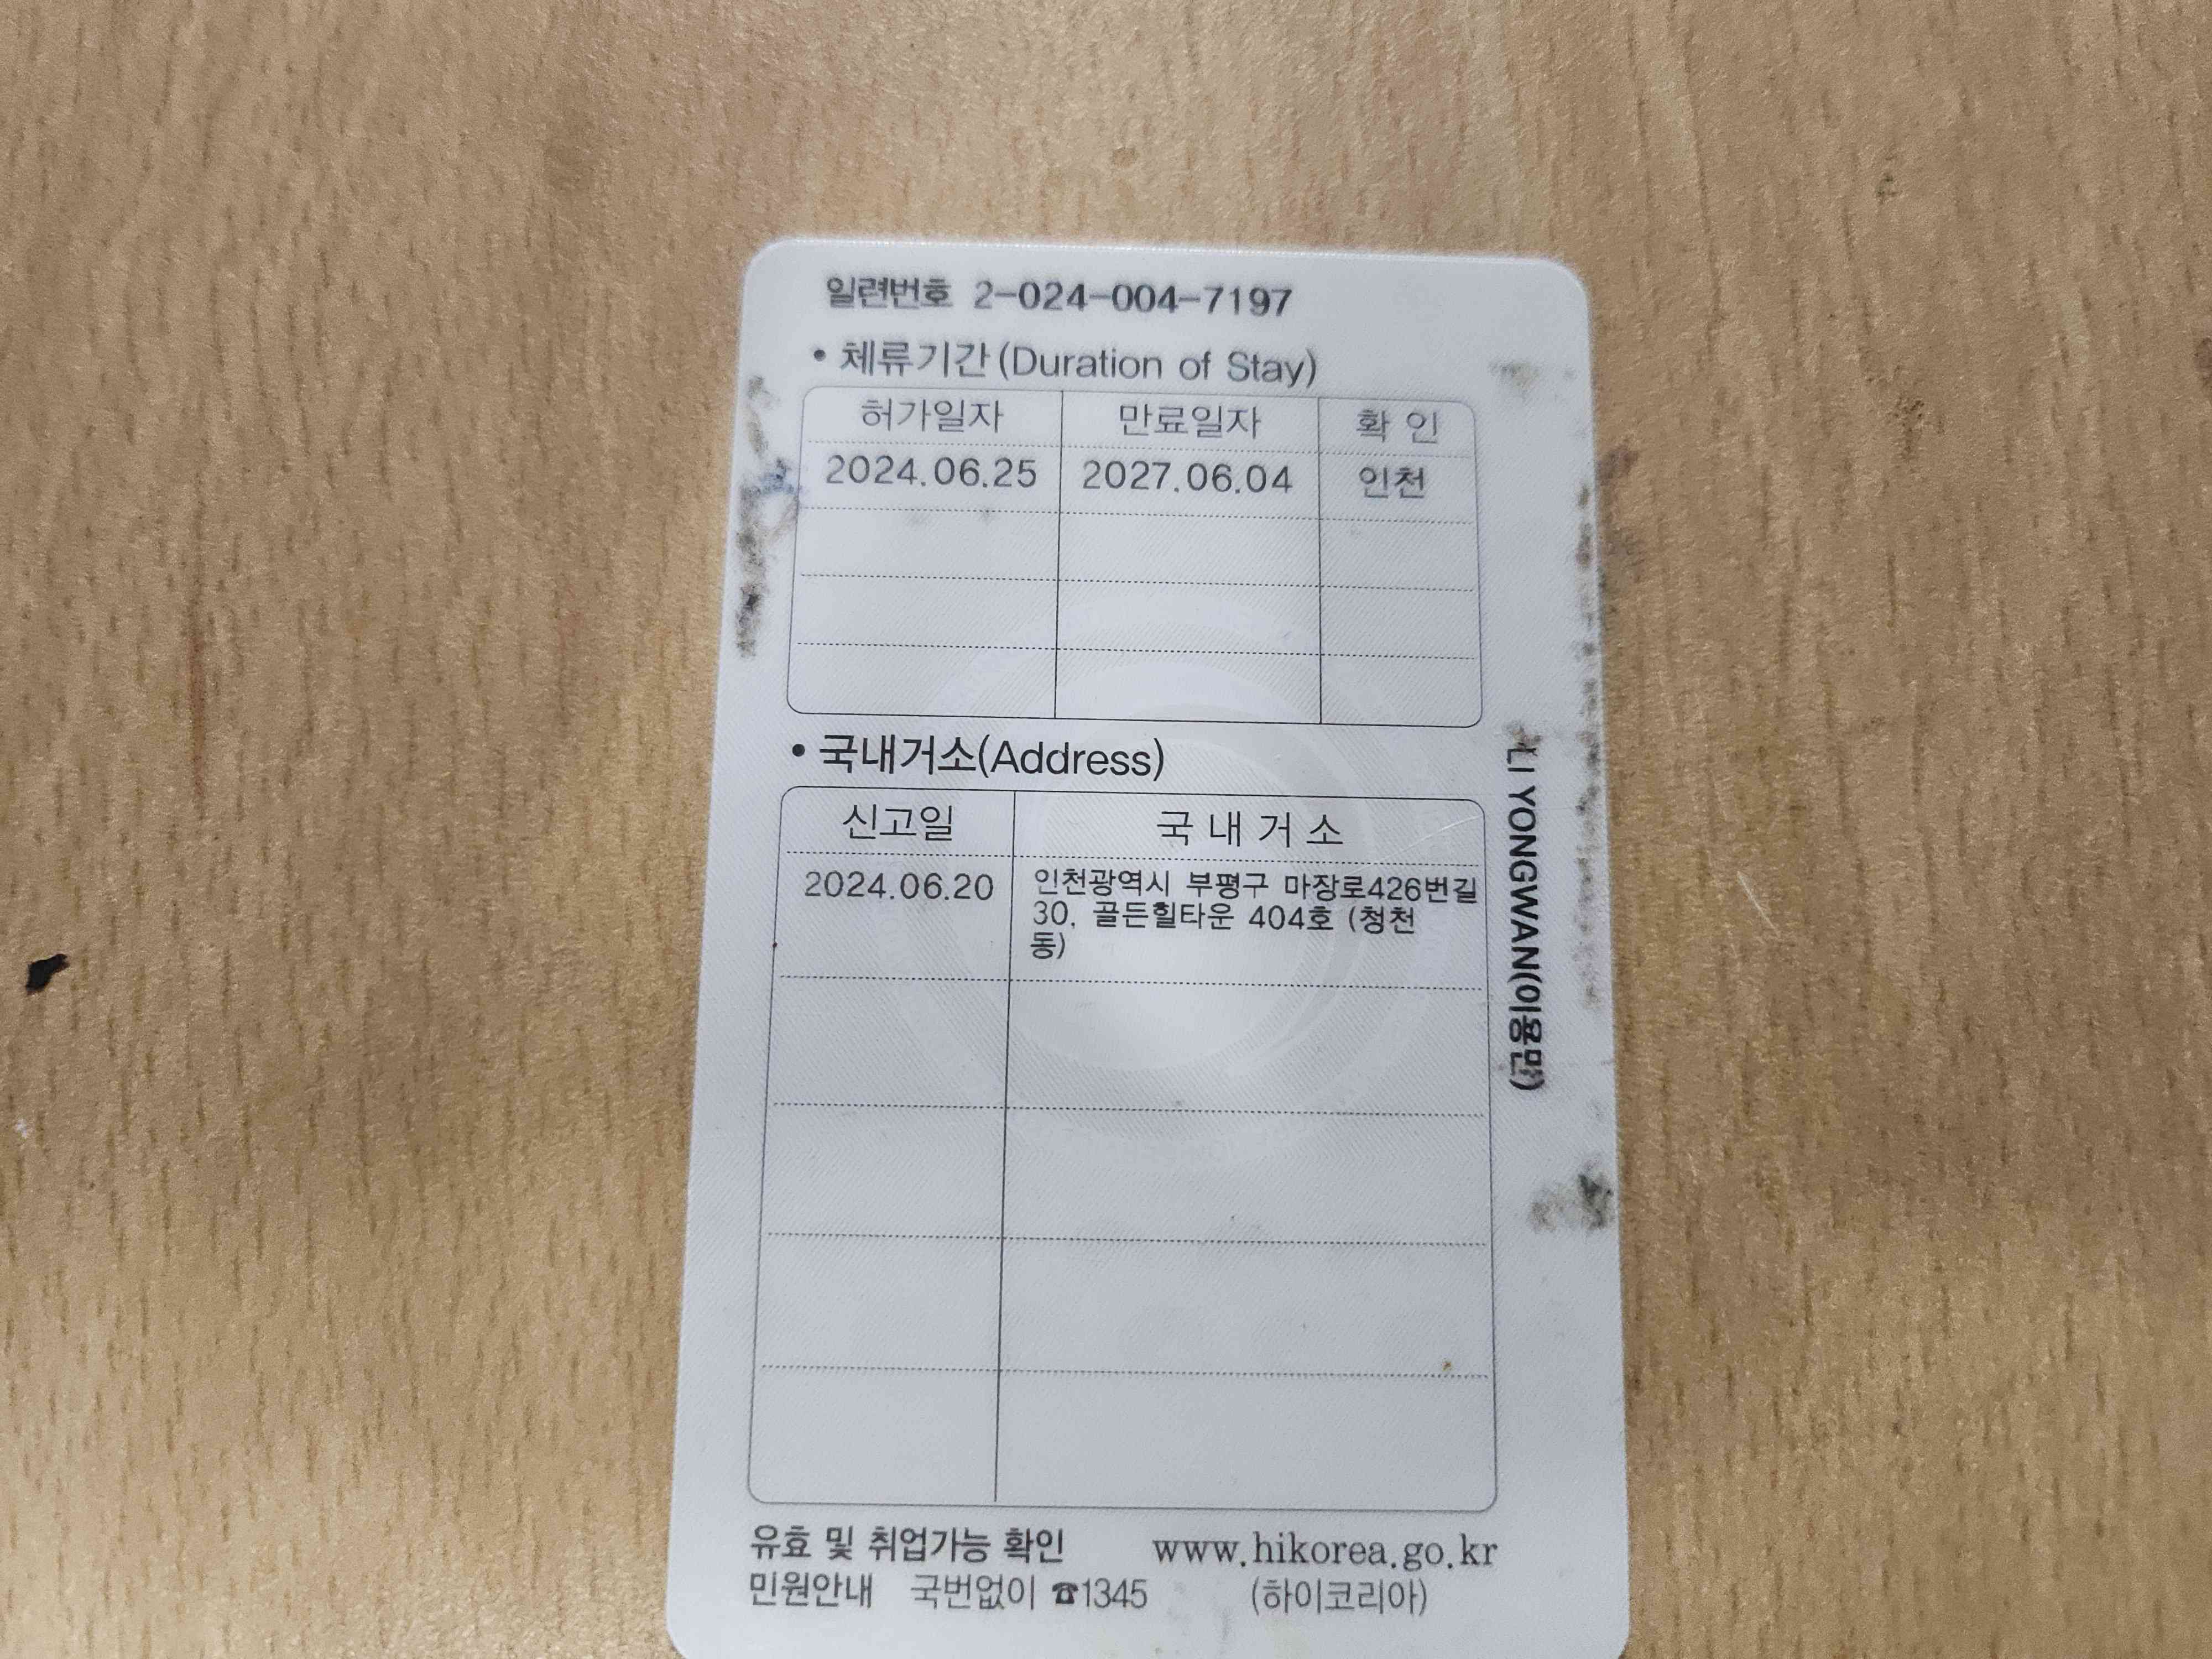 일련번호 2-024-004-7197
• 체류기간(Duration of Stay)
허가일자 만료일자 확 인
2024.06.25 2027.06.04 인천
• 국내거소(Address)
신고일 국 내 거 소
2024.06.20 인천광역시 부평구 마장로426번길
30, 골든힐타운 404호 (청천
동)
LI YONGWAN(이용만)
유효 및 취업가능 확인 www.hikorea.go.kr
민원안내 국번없이 ☎1345 (하이코리아)